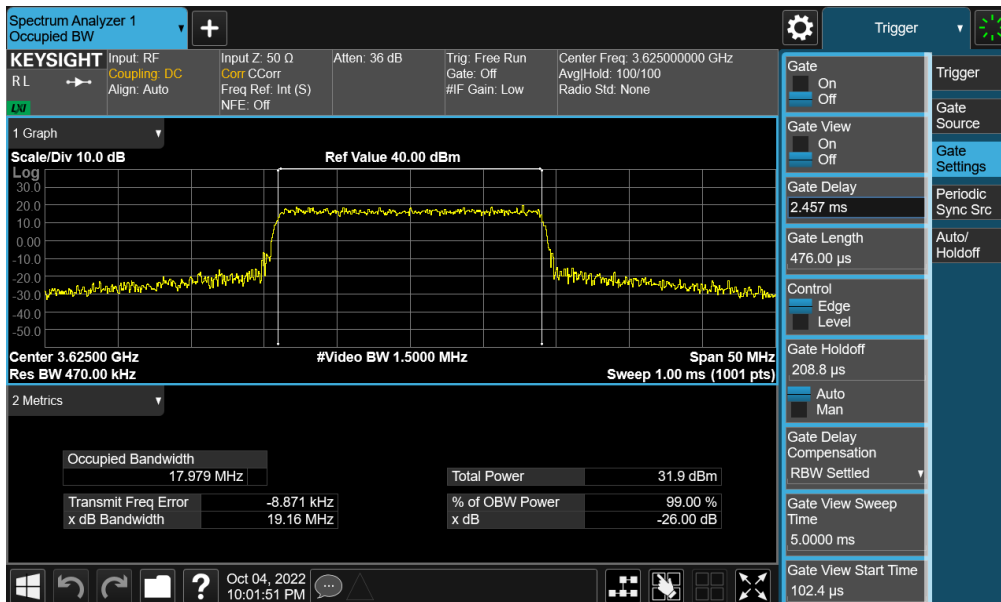 Spectrum Analyzer 1
Occupied BW
+
Trigger
KEYSIGHT
RL
LXI
Input: RF
Coupling: DC
Align: Auto
Input Z: 50 Ω
Corr CCorr
Freq Ref: Int (S)
NFE: Off
Atten: 36 dB
Trig: Free Run
Gate: Off
#IF Gain: Low
Center Freq: 3.625000000 GHz
Avg|Hold: 100/100
Radio Std: None
1 Graph
Scale/Div 10.0 dB
Ref Value 40.00 dBm
Log
30.0
20.0
10.0
0.00
-10.0
-20.0
-30.0
-40.0
-50.0
Center 3.62500 GHz
#Video BW 1.5000 MHz
Span 50 MHz
Res BW 470.00 kHz
Sweep 1.00 ms (1001 pts)
2 Metrics
Occupied Bandwidth
17.979 MHz
Total Power
31.9 dBm
Transmit Freq Error
-8.871 kHz
% of OBW Power
99.00 %
x dB Bandwidth
19.16 MHz
x dB
-26.00 dB
?
Oct 04, 2022
10:01:51 PM
Gate
On
Off
Gate View
On
Off
Gate Delay
2.457 ms
Gate Length
476.00 µs
Control
Edge
Level
Gate Holdoff
208.8 µs
Auto
Man
Gate Delay
Compensation
RBW Settled
Gate View Sweep
Time
5.0000 ms
Gate View Start Time
102.4 µs
Trigger
Gate
Source
Gate
Settings
Periodic
Sync Src
Auto/
Holdoff